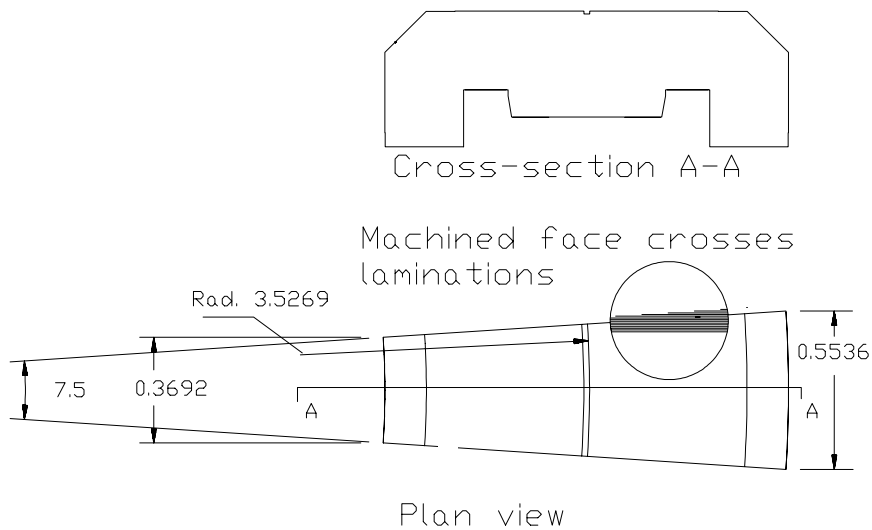 Cross-section A-A
Machined face crosses
laminations
Rad. 3.5269
0.5536
7.5
0.3692
A
A
Plan view